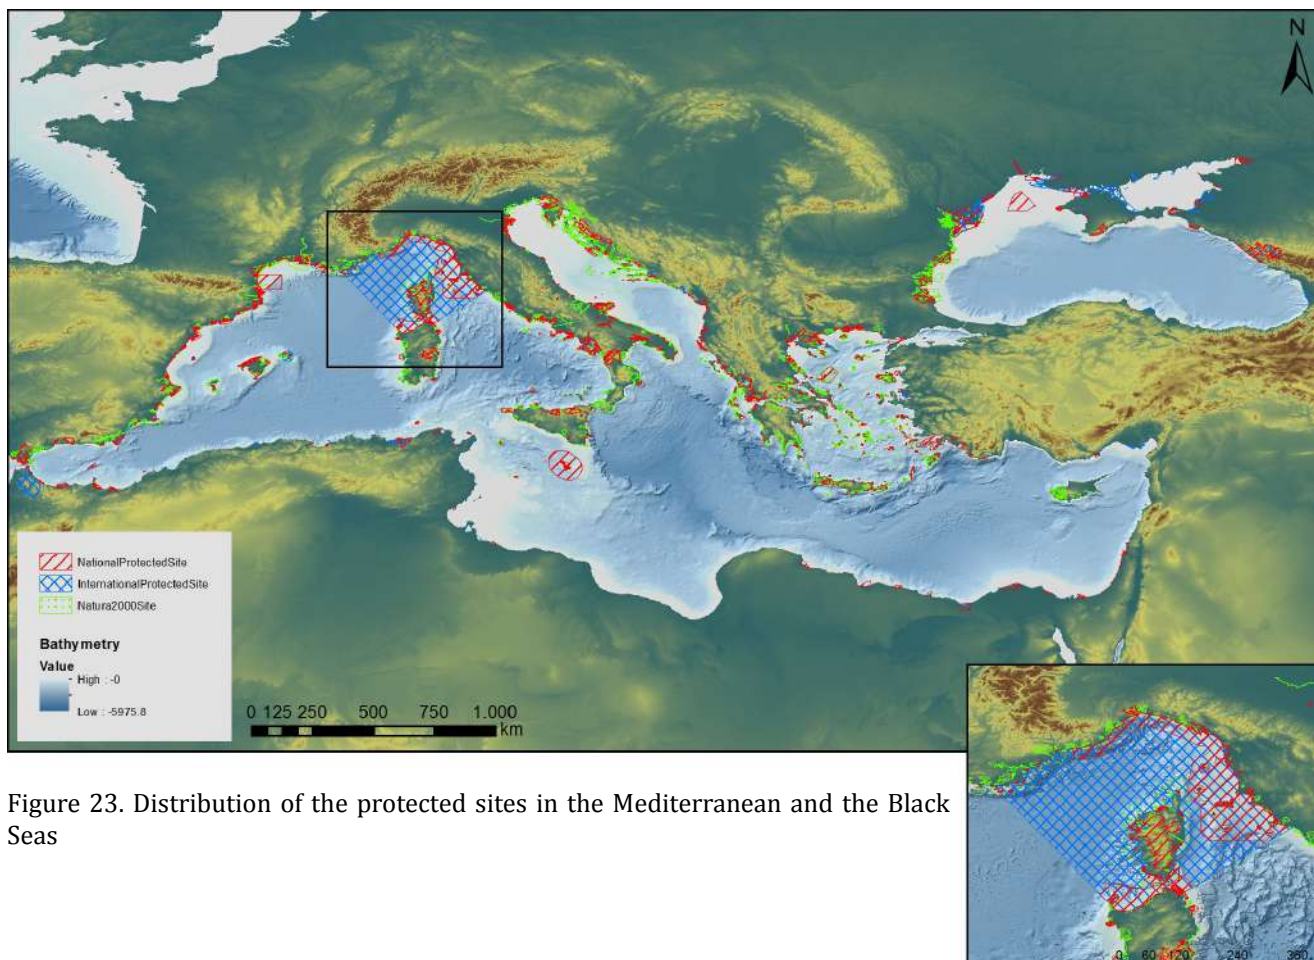 N
NationalProtectedSite
InternationalProtectedSite
Natura2000Site
Bathymetry
Value
High : -0
Low : -5975.8
0 125 250 500 750 1.000
km
Figure 23. Distribution of the protected sites in the Mediterranean and the Black
Seas
0 60 120 240 360